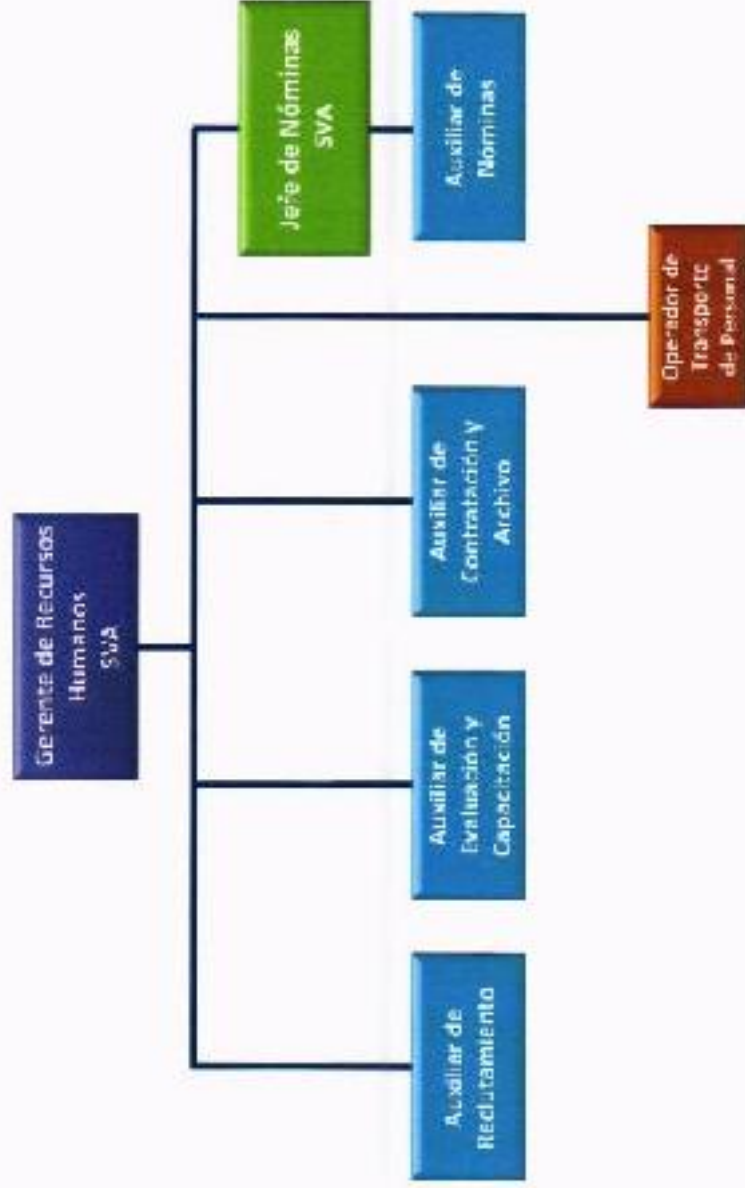 Gerente de Recursos
Humanos
SVA
Jefe de Nóminas
SVA
Auxiliar de
Reclutamiento
Auxiliar de
Evaluación y
Capacitación
Auxiliar de
Contratación y
Archivo
Auxiliar de
Nominas
Operador de
Transporte
de Personal